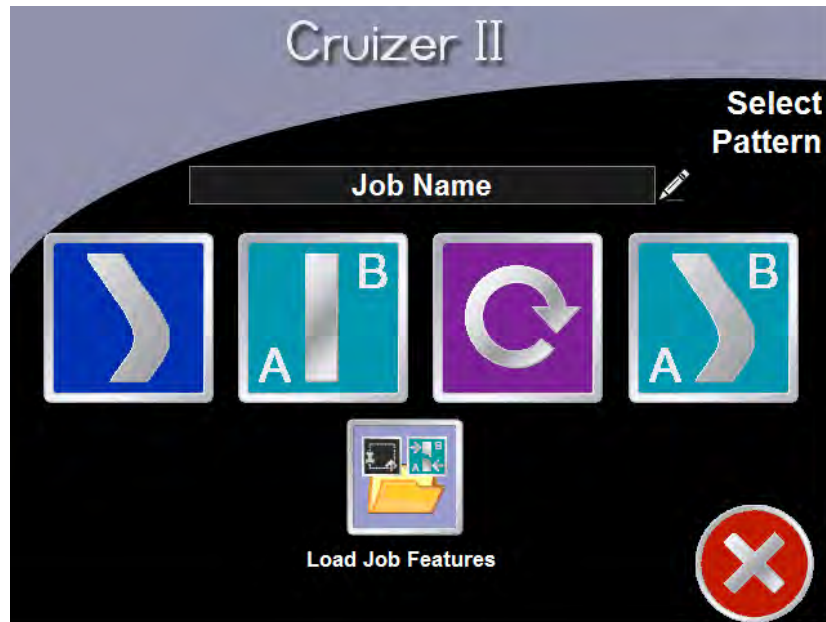 Cruizer II
Select
Pattern
Job Name
A B
A B
A B
Load Job Features